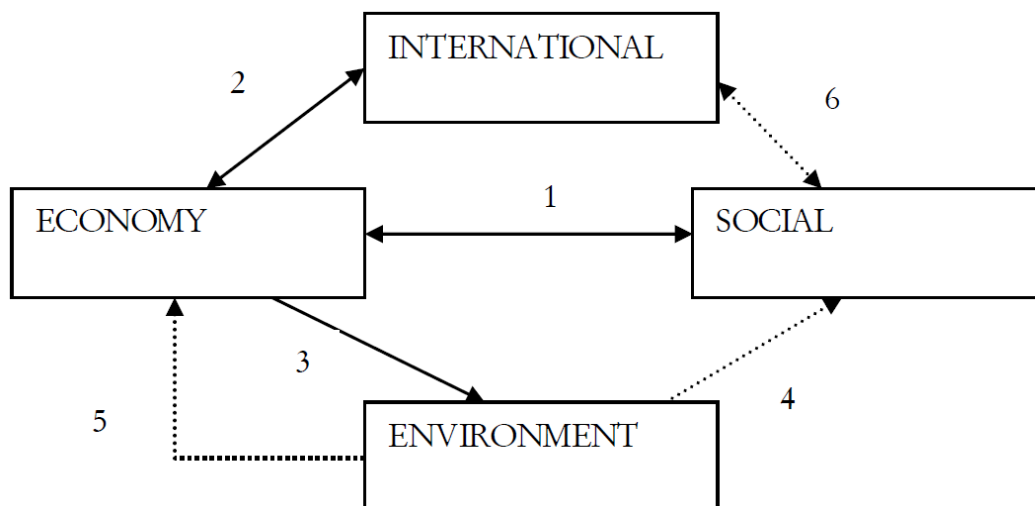 INTERNATIONAL
2
6
1
ECONOMY
SOCIAL
3
4
5
ENVIRONMENT